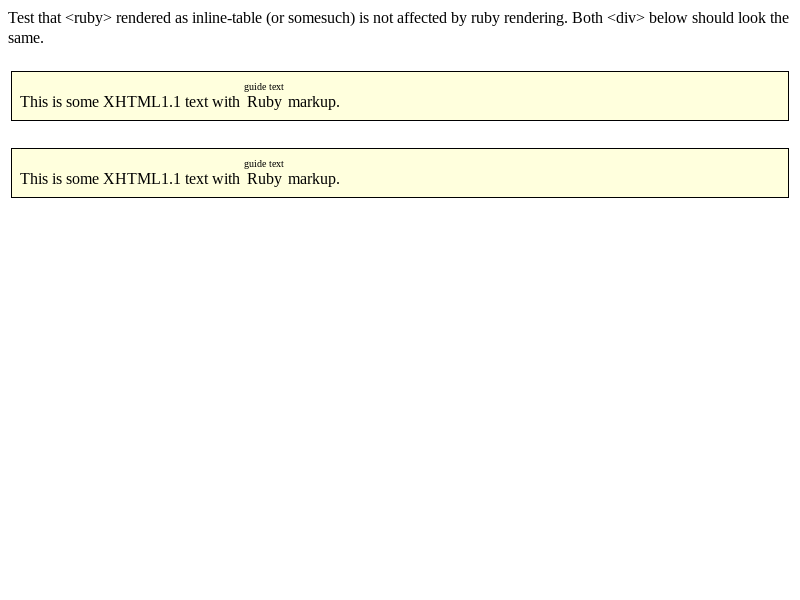 Test that <ruby> rendered as inline-table (or somesuch) is not affected by ruby rendering. Both <div> below should look the
same.
guide text
This is some XHTML1.1 text with Ruby markup.
guide text
This is some XHTML1.1 text with Ruby markup.